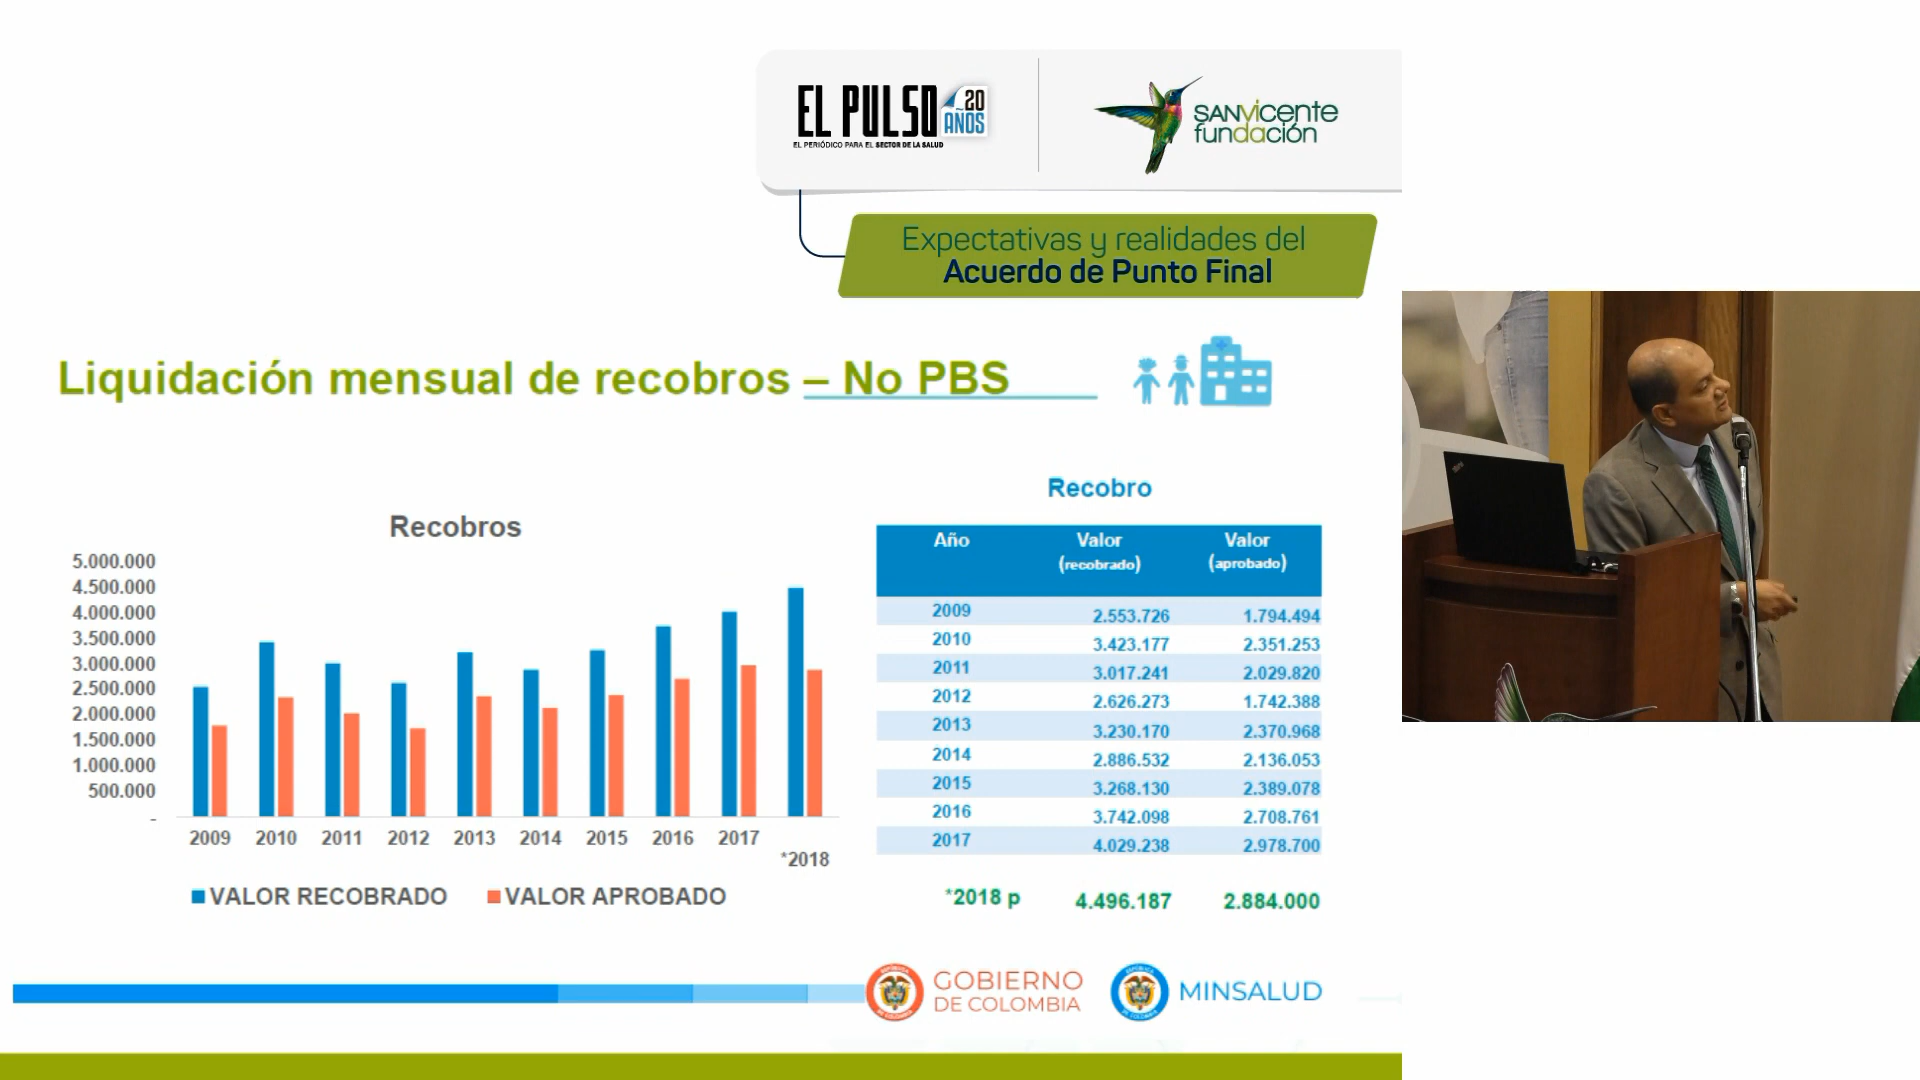 EL PULSO
20
AÑOS
EL PERIÓDICO PARA EL SECTOR DE LA SALUD
SANVICENTE
fundación
Expectativas y realidades del
Acuerdo de Punto Final
Liquidación mensual de recobros – No PBS
Recobros
5.000.000
4.500.000
4.000.000
3.500.000
3.000.000
2.500.000
2.000.000
1.500.000
1.000.000
500.000
-
2009 2010 2011 2012 2013 2014 2015 2016 2017 *2018
VALOR RECOBRADO VALOR APROBADO
Recobro
Año Valor (recobrado) Valor (aprobado)
2009 2.553.726 1.794.494
2010 3.423.177 2.351.253
2011 3.017.241 2.029.820
2012 2.626.273 1.742.388
2013 3.230.170 2.370.968
2014 2.886.532 2.136.053
2015 3.268.130 2.389.078
2016 3.742.098 2.708.761
2017 4.029.238 2.978.700
*2018 p 4.496.187 2.884.000
GOBIERNO
DE COLOMBIA
MINSALUD